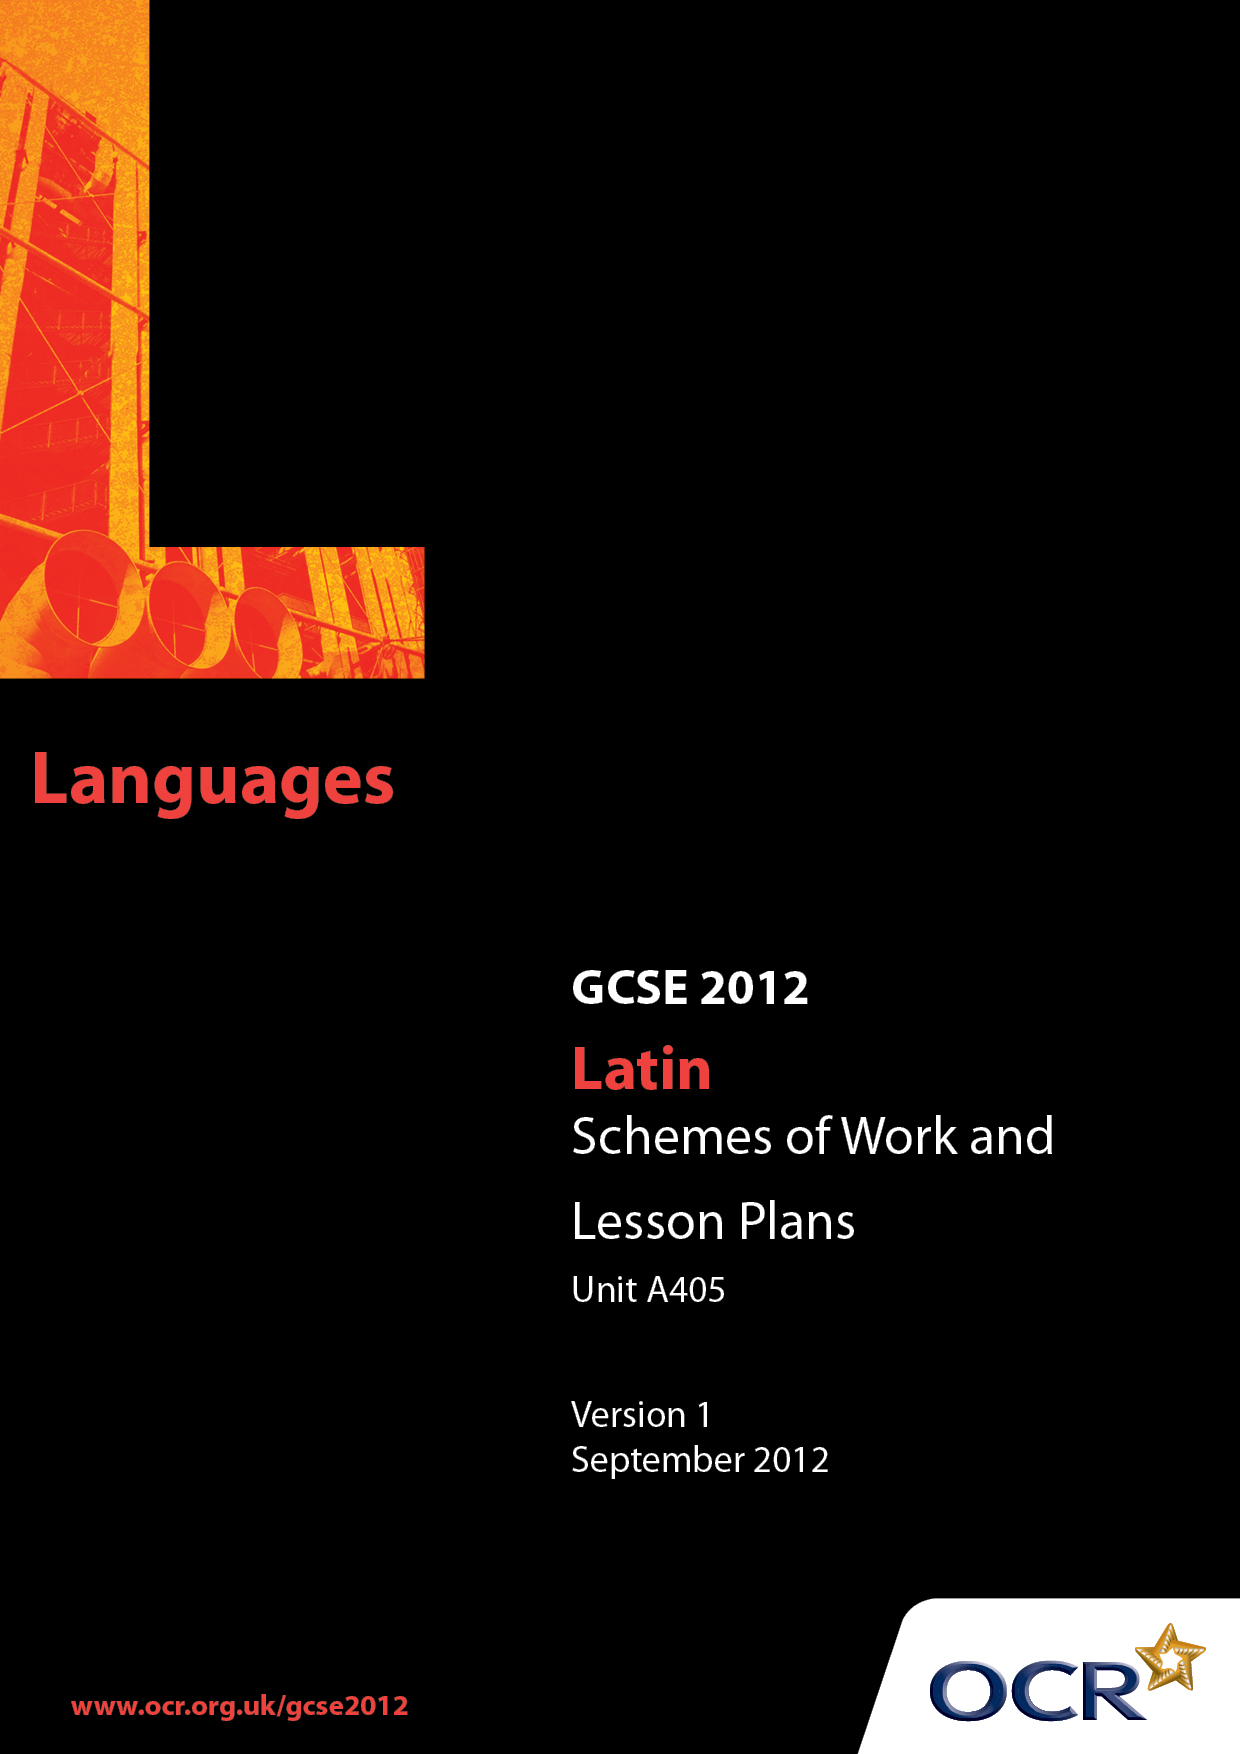 Languages
GCSE 2012
Latin
Schemes of Work and
Lesson Plans
Unit A405
Version 1
September 2012
www.ocr.org.uk/gcse2012
OCR